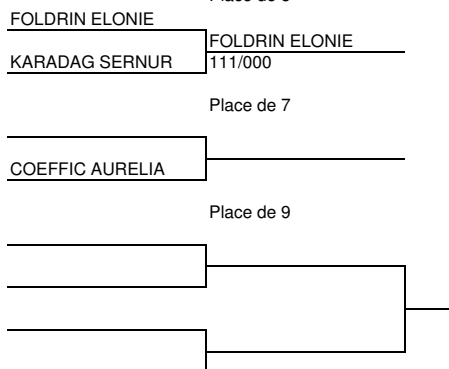 FOLDRIN ELONIE
FOLDRIN ELONIE
KARADAG SERNUR
111/000
Place de 7
COEFFIC AURELIA
Place de 9